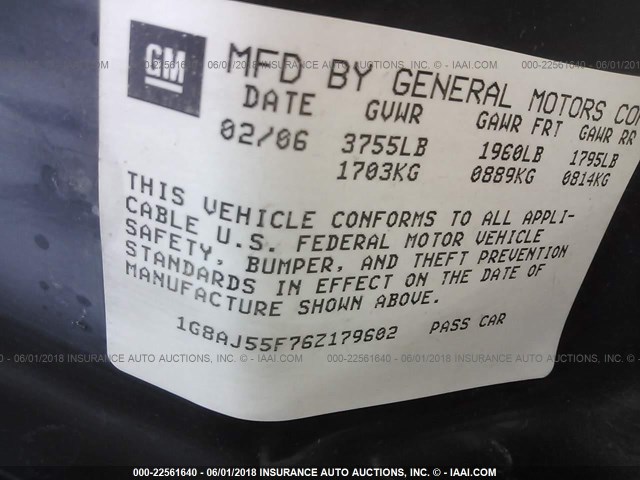 GM
MFD BY GENERAL MOTORS COR
DATE GVWR GAWR FRT GAWR RR
02/06 3755LB 1960LB 1795LB
1703KG 0889KG 0814KG
THIS VEHICLE CONFORMS TO ALL APPLI-
CABLE U.S. FEDERAL MOTOR VEHICLE
SAFETY, BUMPER, AND THEFT PREVENTION
STANDARDS IN EFFECT ON THE DATE OF
MANUFACTURE SHOWN ABOVE.
1G8AJ55F76Z179602 PASS CAR
000-22561640 - 06/01/2018 INSURANCE AUTO AUCTIONS, INC. - © IAAI.COM